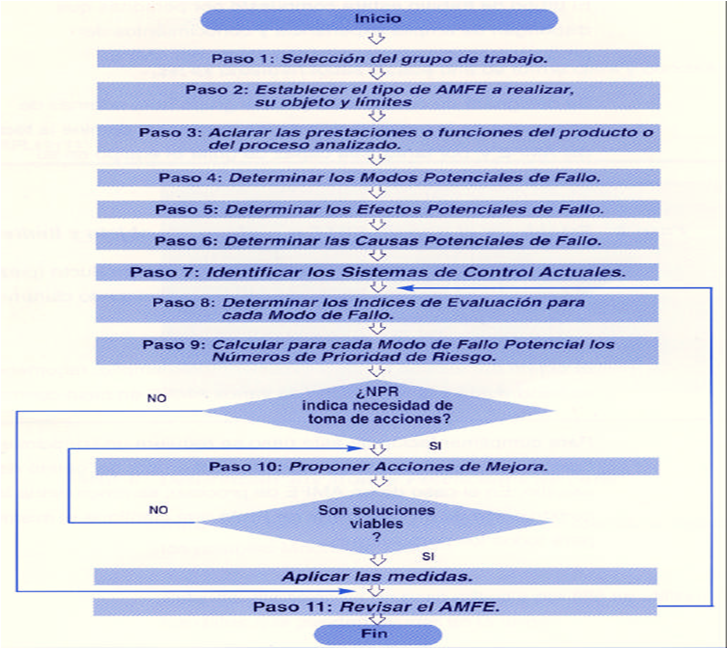 Inicio
Paso 1: Selección del grupo de trabajo.
Paso 2: Establecer el tipo de AMFE a realizar,
su objeto y límites
Paso 3: Aclarar las prestaciones o funciones del producto o
del proceso analizado.
Paso 4: Determinar los Modos Potenciales de Fallo.
Paso 5: Determinar los Efectos Potenciales de Fallo.
Paso 6: Determinar las Causas Potenciales de Fallo.
Paso 7: Identificar los Sistemas de Control Actuales.
Paso 8: Determinar los Indices de Evaluación para
cada Modo de Fallo.
Paso 9: Calcular para cada Modo de Fallo Potencial los
Números de Prioridad de Riesgo.
¿NPR
indica necesidad de
toma de acciones?
NO
SI
Paso 10: Proponer Acciones de Mejora.
Son soluciones
viables
?
NO
SI
Aplicar las medidas.
Paso 11: Revisar el AMFE.
Fin